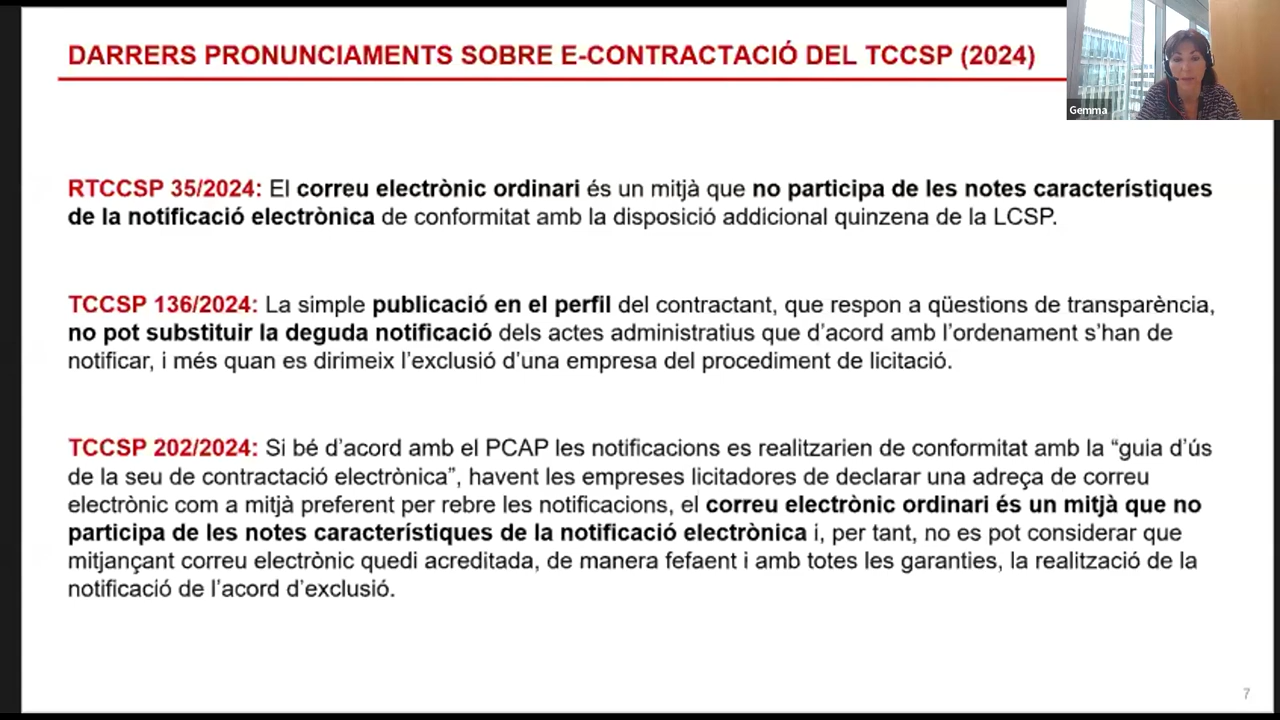 DARRERS PRONUNCIAMENTS SOBRE E-CONTRACTACIÓ DEL TCCSP (2024)
Gemma
RTCCSP 35/2024: El correu electrònic ordinari és un mitjà que no participa de les notes característiques
de la notificació electrònica de conformitat amb la disposició addicional quinzena de la LCSP.
TCCSP 136/2024: La simple publicació en el perfil del contractant, que respon a qüestions de transparència,
no pot substituir la deguda notificació dels actes administratius que d’acord amb l’ordenament s’han de
notificar, i més quan es dirimeix l’exclusió d’una empresa del procediment de licitació.
TCCSP 202/2024: Si bé d’acord amb el PCAP les notificacions es realitzarien de conformitat amb la “guia d’ús
de la seu de contractació electrònica”, havent les empreses licitadores de declarar una adreça de correu
electrònic com a mitjà preferent per rebre les notificacions, el correu electrònic ordinari és un mitjà que no
participa de les notes característiques de la notificació electrònica i, per tant, no es pot considerar que
mitjançant correu electrònic quedi acreditada, de manera fefaent i amb totes les garanties, la realització de la
notificació de l’acord d’exclusió.
7